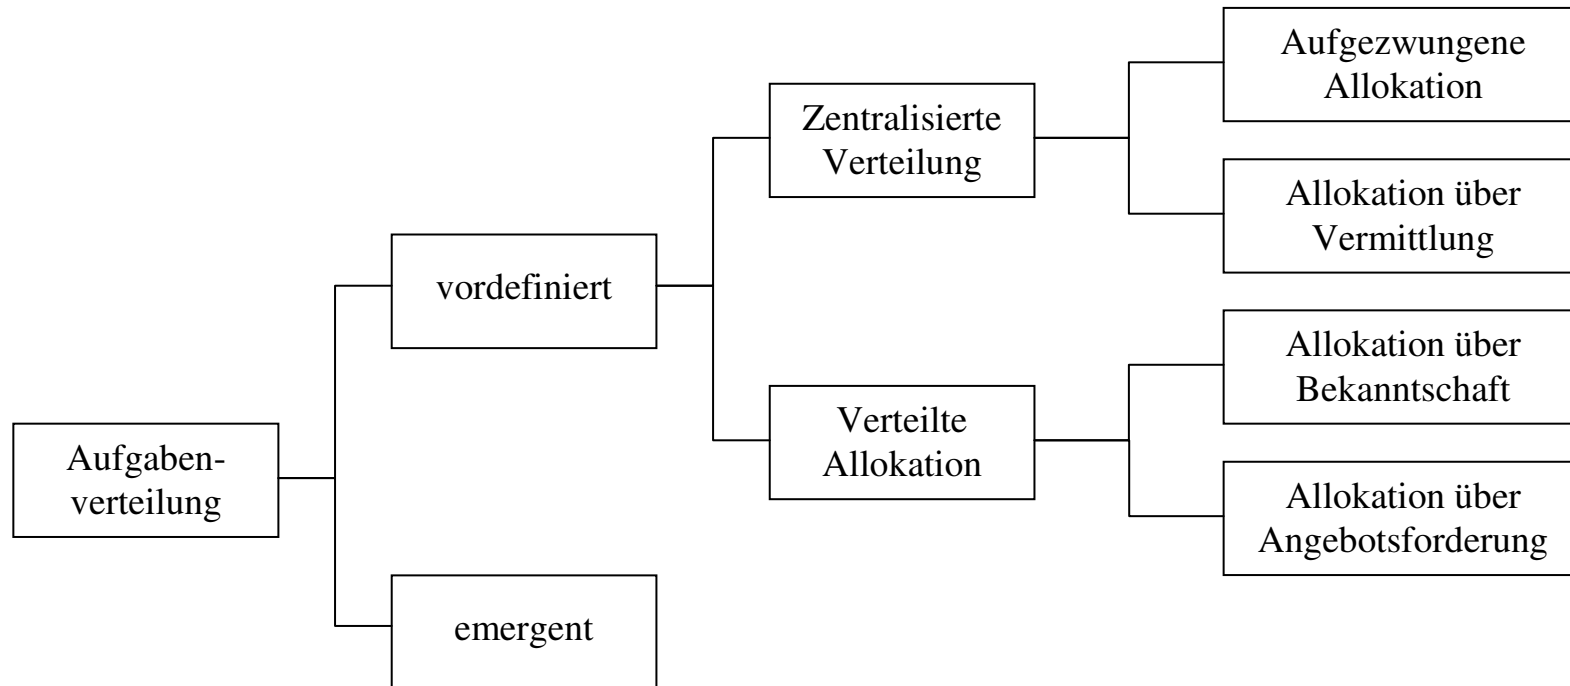 Aufgezwungene
Allokation
Zentralisierte
Verteilung
Allokation über
Vermittlung
vordefiniert
Allokation über
Bekanntschaft
Verteilte
Allokation
Aufgaben-
verteilung
Allokation über
Angebotsforderung
emergent